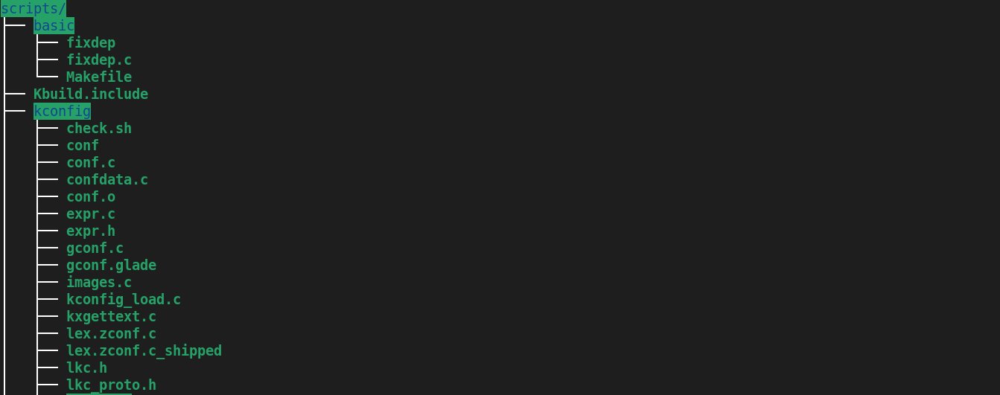 scripts/
├── basic
│   ├── fixdep
│   ├── fixdep.c
│   └── Makefile
├── Kbuild.include
├── kconfig
│   ├── check.sh
│   ├── conf
│   ├── conf.c
│   ├── confdata.c
│   ├── conf.o
│   ├── expr.c
│   ├── expr.h
│   ├── gconf.c
│   ├── gconf.glade
│   ├── images.c
│   ├── kconfig_load.c
│   ├── kxgettext.c
│   ├── lex.zconf.c
│   ├── lex.zconf.c_shipped
│   ├── lkc.h
│   ├── lkc_proto.h